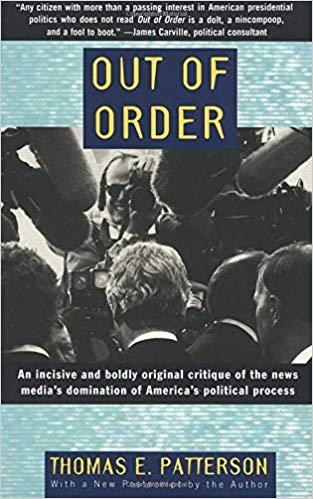 "Any citizen with more than a passing interest in American presidential
politics who does not read Out of Order is a dolt, a nincompoop,
and a fool to boot." —James Carville, political consultant
OUT OF
ORDER
An incisive and boldly original critique of the news
media's domination of America's political process
THOMAS E. PATTERSON
With a New Postscript by the Author